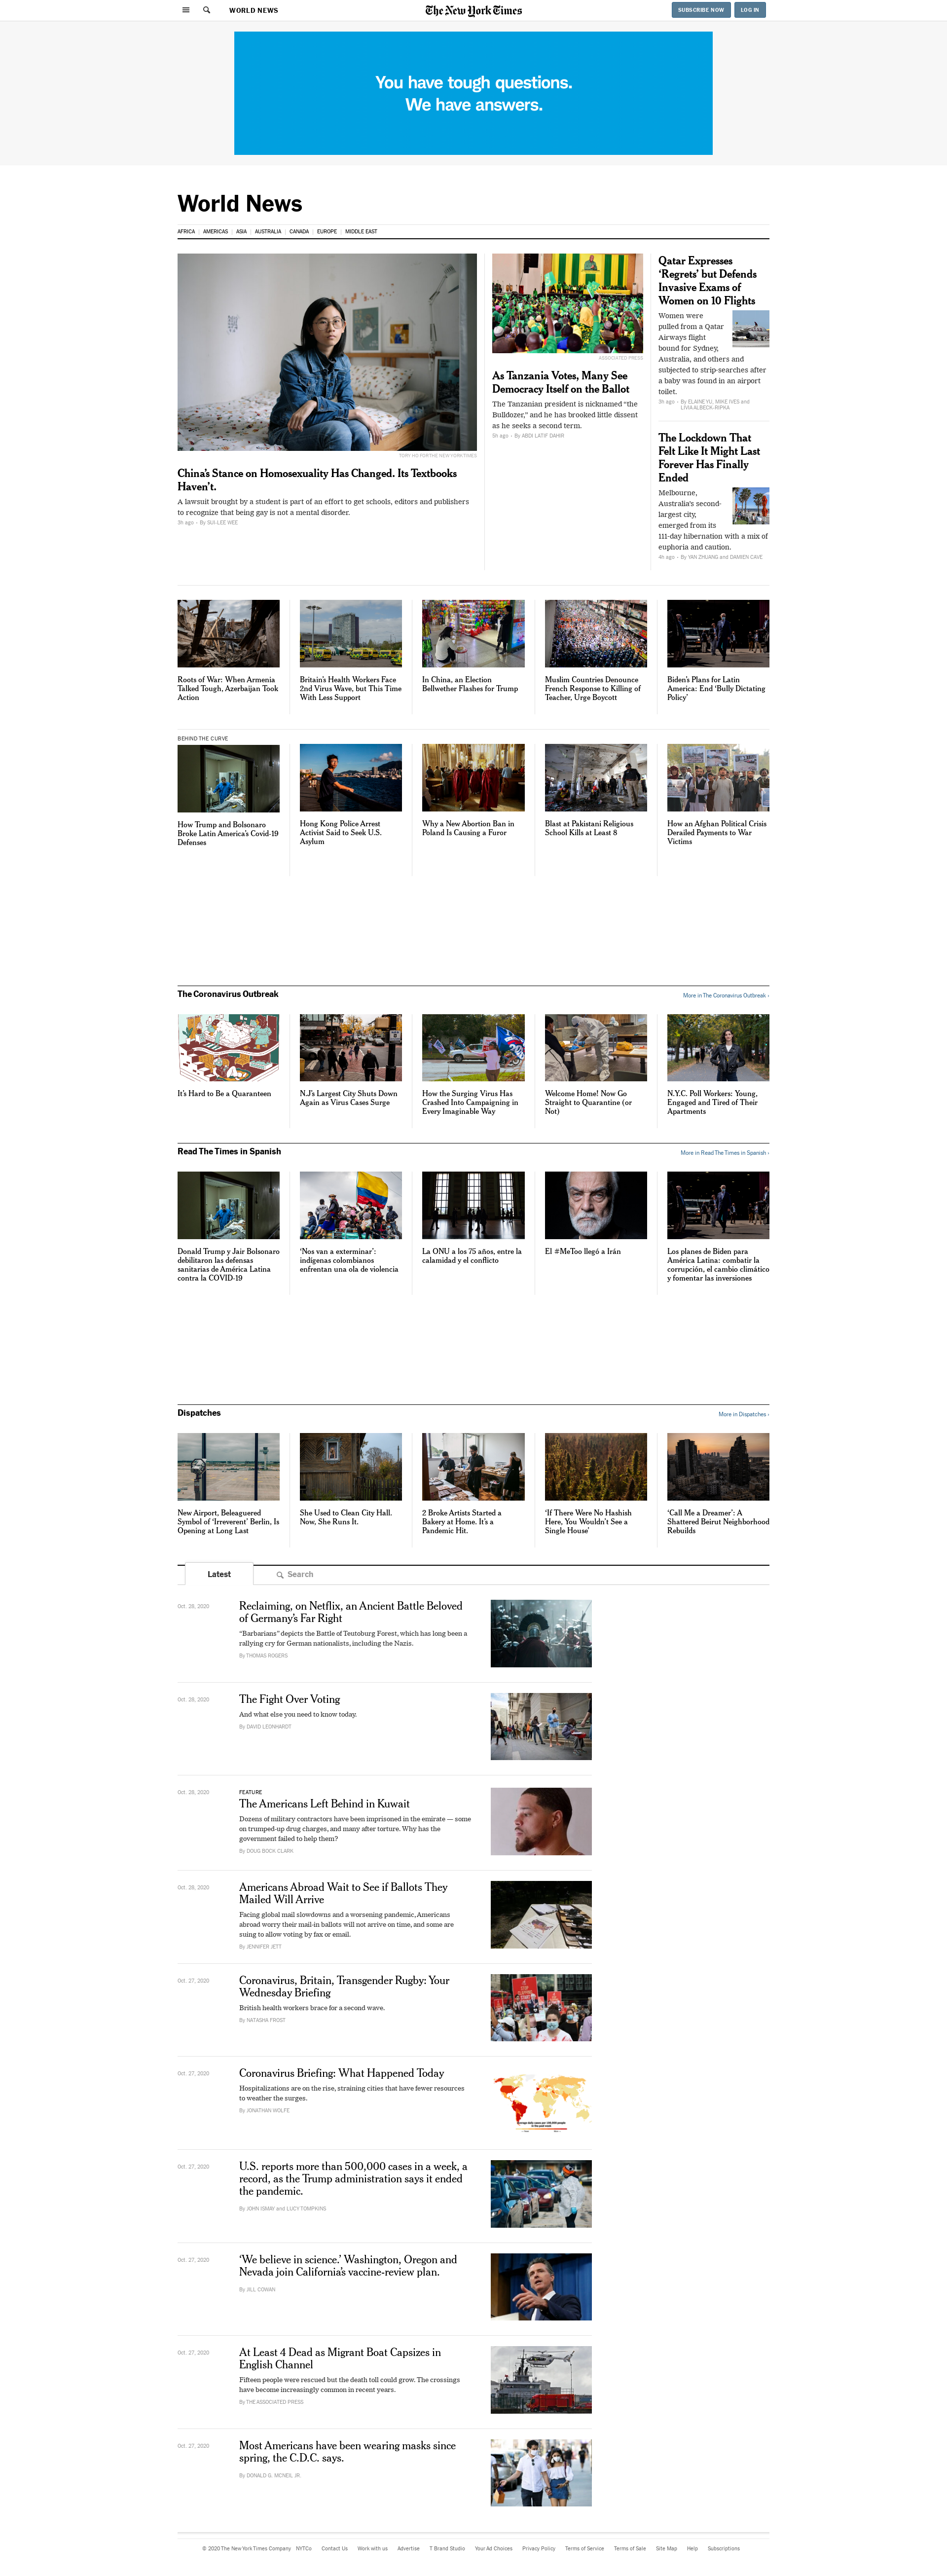 WORLD NEWS
The New York Times
SUBSCRIBE NOW
LOG IN
You have tough questions.
We have answers.
World News
AFRICA
AMERICAS
ASIA
AUSTRALIA
CANADA
EUROPE
MIDDLE EAST
TORY HO FOR THE NEW YORK TIMES
China's Stance on Homosexuality Has Changed. Its Textbooks
Haven't.
A lawsuit brought by a student is part of an effort to get schools, editors and publishers
to recognize that being gay is not a mental disorder.
3h ago - By SUI-LEE WEE
ASSOCIATED PRESS
As Tanzania Votes, Many See
Democracy Itself on the Ballot
The Tanzanian president is nicknamed “the
Bulldozer,” and he has brooked little dissent
as he seeks a second term.
5h ago - By ABDI LATIF DAHIR
Qatar Expresses
‘Regrets’ but Defends
Invasive Exams of
Women on 10 Flights
Women were
pulled from a Qatar
Airways flight
bound for Sydney,
Australia, and others and
subjected to strip-searches after
a baby was found in an airport
toilet.
3h ago - By ELAINE YU, MIKE IVES and
LIVIA ALBECK-RIPKA
The Lockdown That
Felt Like It Might Last
Forever Has Finally
Ended
Melbourne,
Australia's second-
largest city,
emerged from its
111-day hibernation with a mix of
euphoria and caution.
4h ago - By YAN ZHUANG and DAMIEN CAVE
Roots of War: When Armenia
Talked Tough, Azerbaijan Took
Action
Britain's Health Workers Face
2nd Virus Wave, but This Time
With Less Support
In China, an Election
Bellwether Flashes for Trump
Muslim Countries Denounce
French Response to Killing of
Teacher, Urge Boycott
Biden's Plans for Latin
America: End ‘Bully Dictating
Policy’
BEHIND THE CURVE
How Trump and Bolsonaro
Broke Latin America's Covid-19
Defenses
Hong Kong Police Arrest
Activist Said to Seek U.S.
Asylum
Why a New Abortion Ban in
Poland Is Causing a Furor
Blast at Pakistani Religious
School Kills at Least 8
How an Afghan Political Crisis
Derailed Payments to War
Victims
The Coronavirus Outbreak
More in The Coronavirus Outbreak ›
It's Hard to Be a Quaranteen
N.J.'s Largest City Shuts Down
Again as Virus Cases Surge
How the Surging Virus Has
Crashed Into Campaigning in
Every Imaginable Way
Welcome Home! Now Go
Straight to Quarantine (or
Not)
N.Y.C. Poll Workers: Young,
Engaged and Tired of Their
Apartments
Read The Times in Spanish
More in Read The Times in Spanish ›
Donald Trump y Jair Bolsonaro
debilitaron las defensas
sanitarias de América Latina
contra la COVID-19
‘Nos van a exterminar’:
indígenas colombianos
enfrentan una ola de violencia
La ONU a los 75 años, entre la
calamidad y el conflicto
El #MeToo llegó a Irán
Los planes de Biden para
América Latina: combatir la
corrupción, el cambio climático
y fomentar las inversiones
Dispatches
More in Dispatches ›
New Airport, Beleaguered
Symbol of ‘Irreverent’ Berlin, Is
Opening at Long Last
She Used to Clean City Hall.
Now, She Runs It.
2 Broke Artists Started a
Bakery at Home. It's a
Pandemic Hit.
‘If There Were No Hashish
Here, You Wouldn't See a
Single House’
‘Call Me a Dreamer’: A
Shattered Beirut Neighborhood
Rebuilds
Latest
Search
Oct. 28, 2020
Reclaiming, on Netflix, an Ancient Battle Beloved
of Germany's Far Right
“Barbarians” depicts the Battle of Teutoburg Forest, which has long been a
rallying cry for German nationalists, including the Nazis.
By THOMAS ROGERS
Oct. 28, 2020
The Fight Over Voting
And what else you need to know today.
By DAVID LEONHARDT
Oct. 28, 2020
FEATURE
The Americans Left Behind in Kuwait
Dozens of military contractors have been imprisoned in the emirate — some
on trumped-up drug charges, and many after torture. Why has the
government failed to help them?
By DOUG BOCK CLARK
Oct. 28, 2020
Americans Abroad Wait to See if Ballots They
Mailed Will Arrive
Facing global mail slowdowns and a worsening pandemic, Americans
abroad worry their mail-in ballots will not arrive on time, and some are
suing to allow voting by fax or email.
By JENNIFER JETT
Oct. 27, 2020
Coronavirus, Britain, Transgender Rugby: Your
Wednesday Briefing
British health workers brace for a second wave.
By NATASHA FROST
Oct. 27, 2020
Coronavirus Briefing: What Happened Today
Hospitalizations are on the rise, straining cities that have fewer resources
to weather the surges.
By JONATHAN WOLFE
Oct. 27, 2020
U.S. reports more than 500,000 cases in a week, a
record, as the Trump administration says it ended
the pandemic.
By JOHN ISMAY and LUCY TOMPKINS
Oct. 27, 2020
‘We believe in science.’ Washington, Oregon and
Nevada join California's vaccine-review plan.
By JILL COWAN
Oct. 27, 2020
At Least 4 Dead as Migrant Boat Capsizes in
English Channel
Fifteen people were rescued but the death toll could grow. The crossings
have become increasingly common in recent years.
By THE ASSOCIATED PRESS
Oct. 27, 2020
Most Americans have been wearing masks since
spring, the C.D.C. says.
By DONALD G. MCNEIL JR.
© 2020 The New York Times Company
NYTCo
Contact Us
Work with us
Advertise
T Brand Studio
Your Ad Choices
Privacy Policy
Terms of Service
Terms of Sale
Site Map
Help
Subscriptions